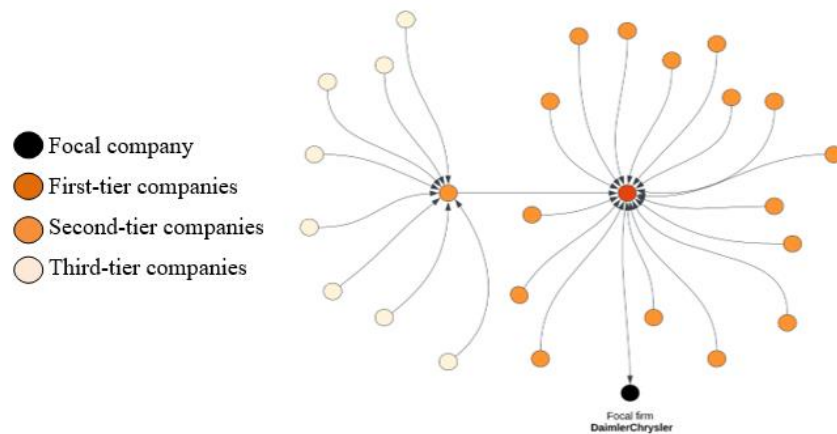 Focal company
First-tier companies
Second-tier companies
Third-tier companies
Focal firm
DaimlerChrysler